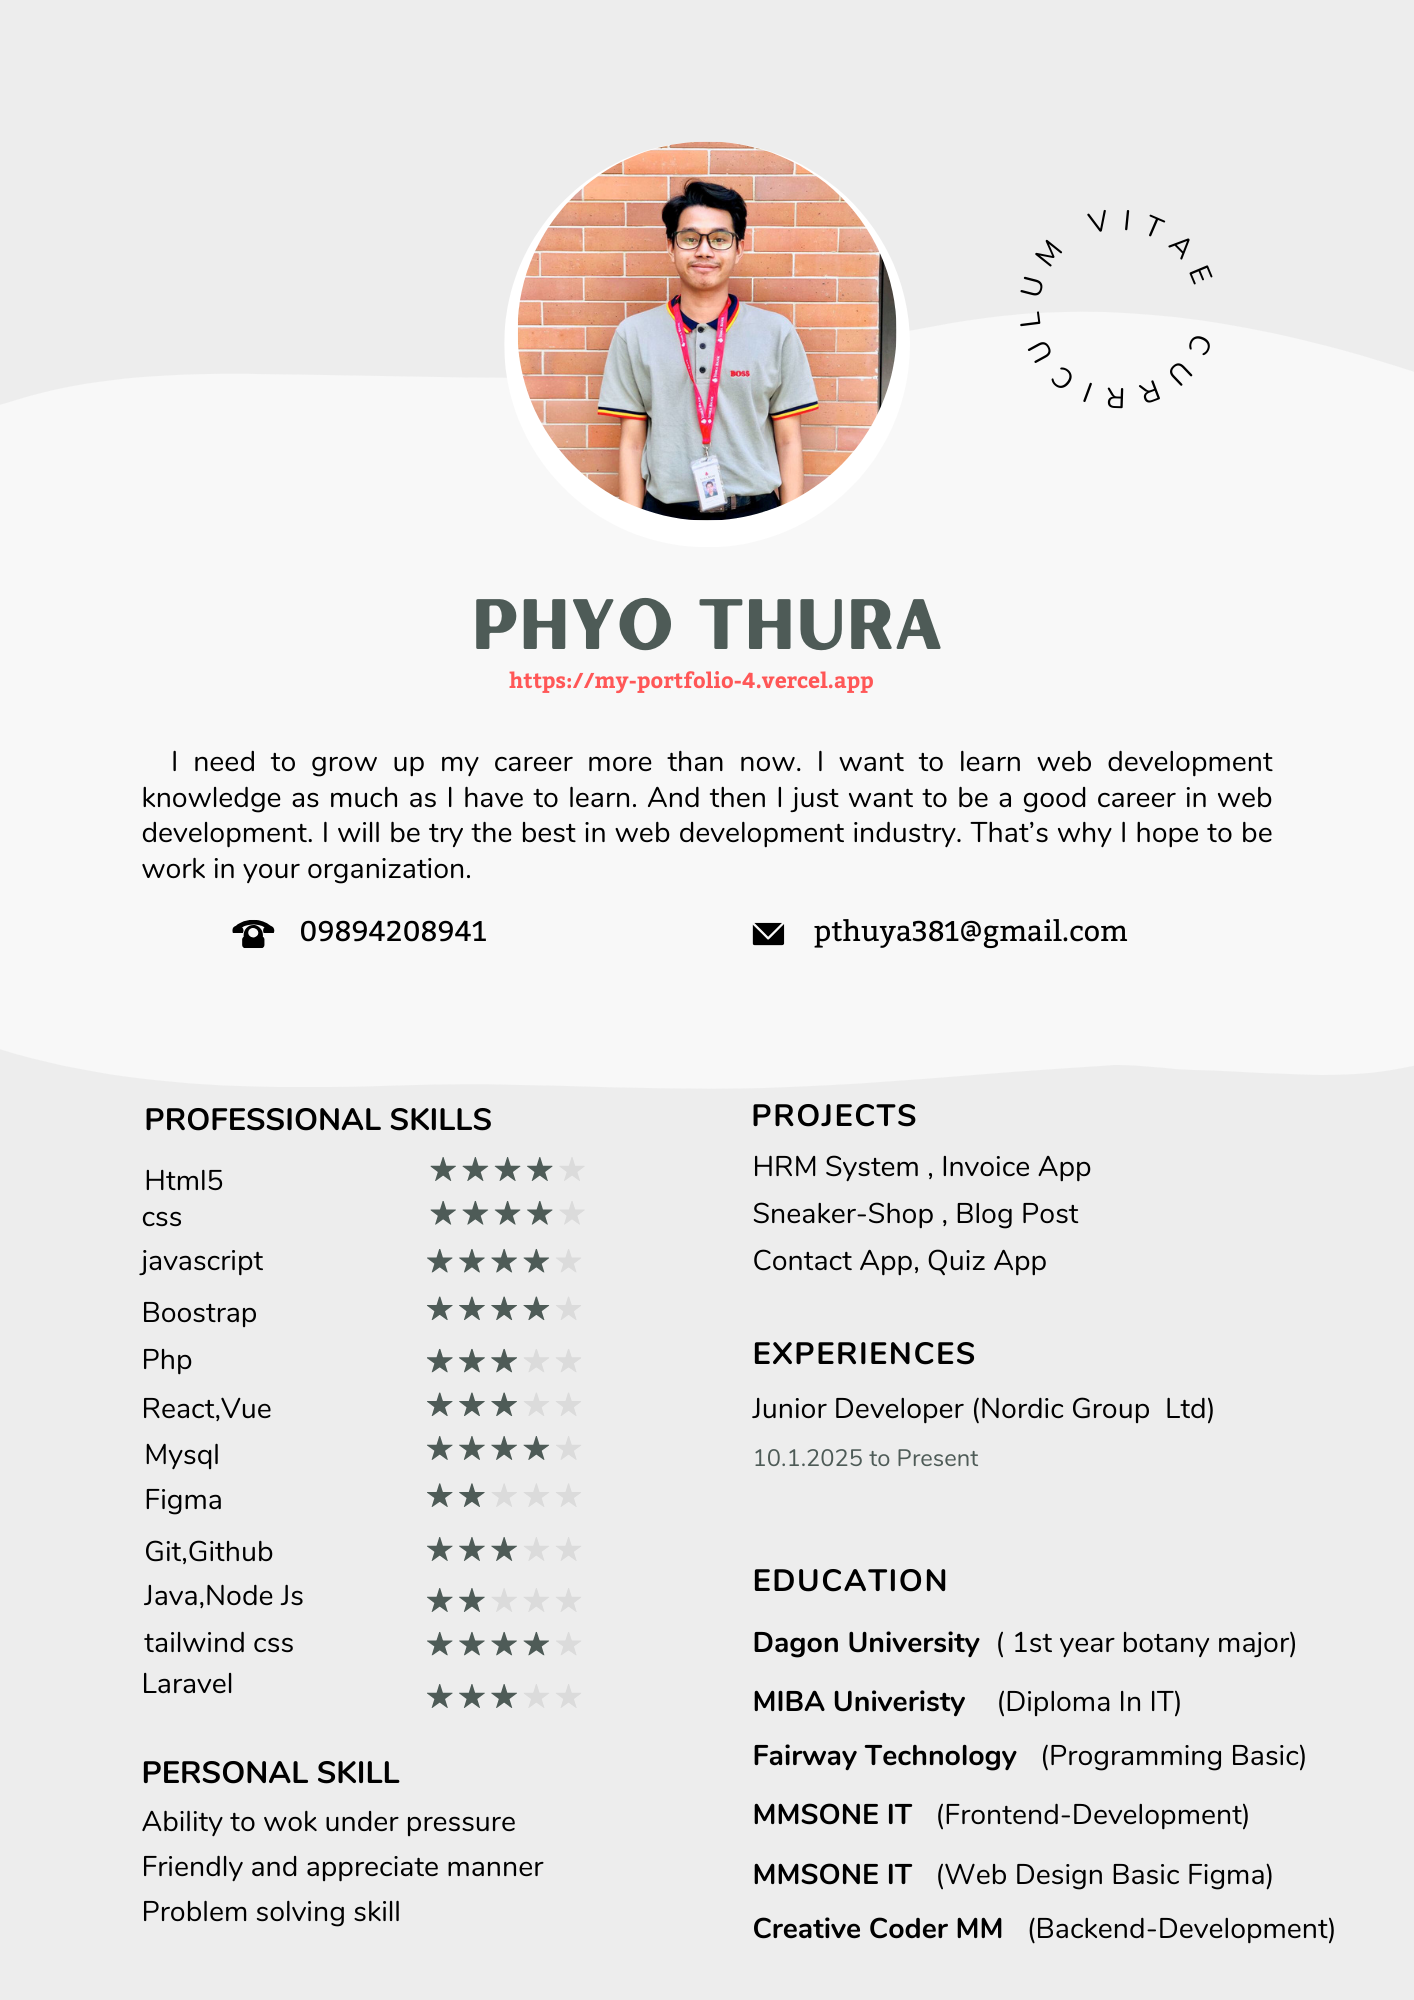 CURRICULUM VITAE
BOSS
PHYO THURA
https://my-portfolio-4.vercel.app
I need to grow up my career more than now. I want to learn web development
knowledge as much as I have to learn. And then I just want to be a good career in web
development. I will be try the best in web development industry. That’s why I hope to be
work in your organization.
09894208941
pthuya381@gmail.com
PROFESSIONAL SKILLS
Html5
css
javascript
Boostrap
Php
React,Vue
Mysql
Figma
Git,Github
Java,Node Js
tailwind css
Laravel
PERSONAL SKILL
Ability to wok under pressure
Friendly and appreciate manner
Problem solving skill
PROJECTS
HRM System , Invoice App
Sneaker-Shop , Blog Post
Contact App, Quiz App
EXPERIENCES
Junior Developer (Nordic Group  Ltd)
10.1.2025 to Present
EDUCATION
Dagon University ( 1st year botany major)
MIBA Univeristy (Diploma In IT)
Fairway Technology (Programming Basic)
MMSONE IT (Frontend-Development)
MMSONE IT (Web Design Basic Figma)
Creative Coder MM (Backend-Development)